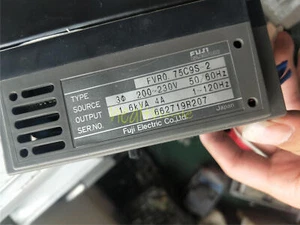 FUJI
TYPE FVR0.75C9S-2
SOURCE 3Φ 200-230V 50/60Hz
OUTPUT 1.6kVA 4A 1-120Hz
SER.NO. 662719R207
Fuji Electric Co.,Ltd. Japan